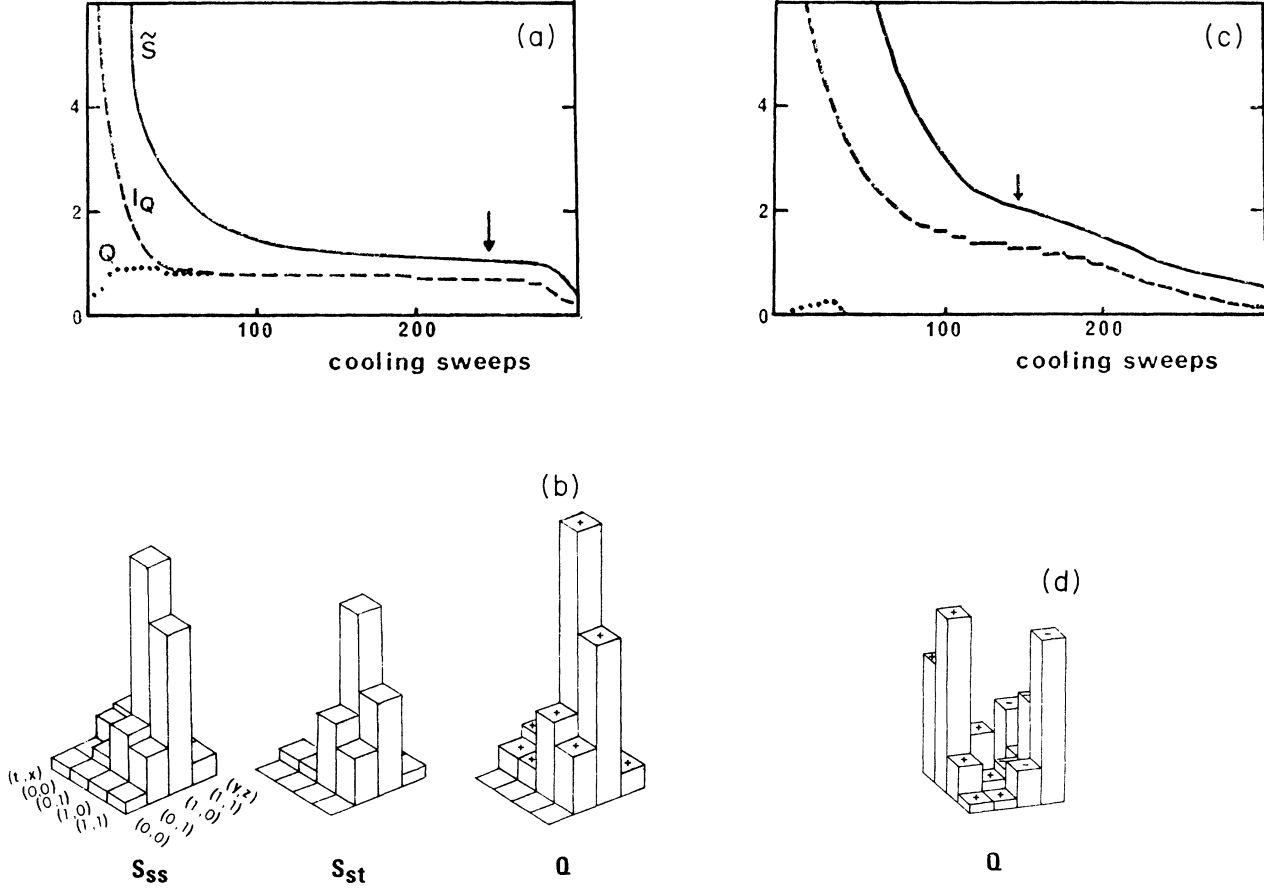 (a)
S̃
4
I_Q
2
Q
0
100
200
cooling sweeps
(c)
4
2
0
100
200
cooling sweeps
(b)
+
+
+
+
+
+
+
+
(t,x)
(0,0)
(0,1)
(1,0)
(1,1)
(y,z)
(1,1)
(1,0)
(0,1)
(0,0)
S_ss
S_st
Q
(d)
+
+
-
-
+
+
-
+
+
+
Q